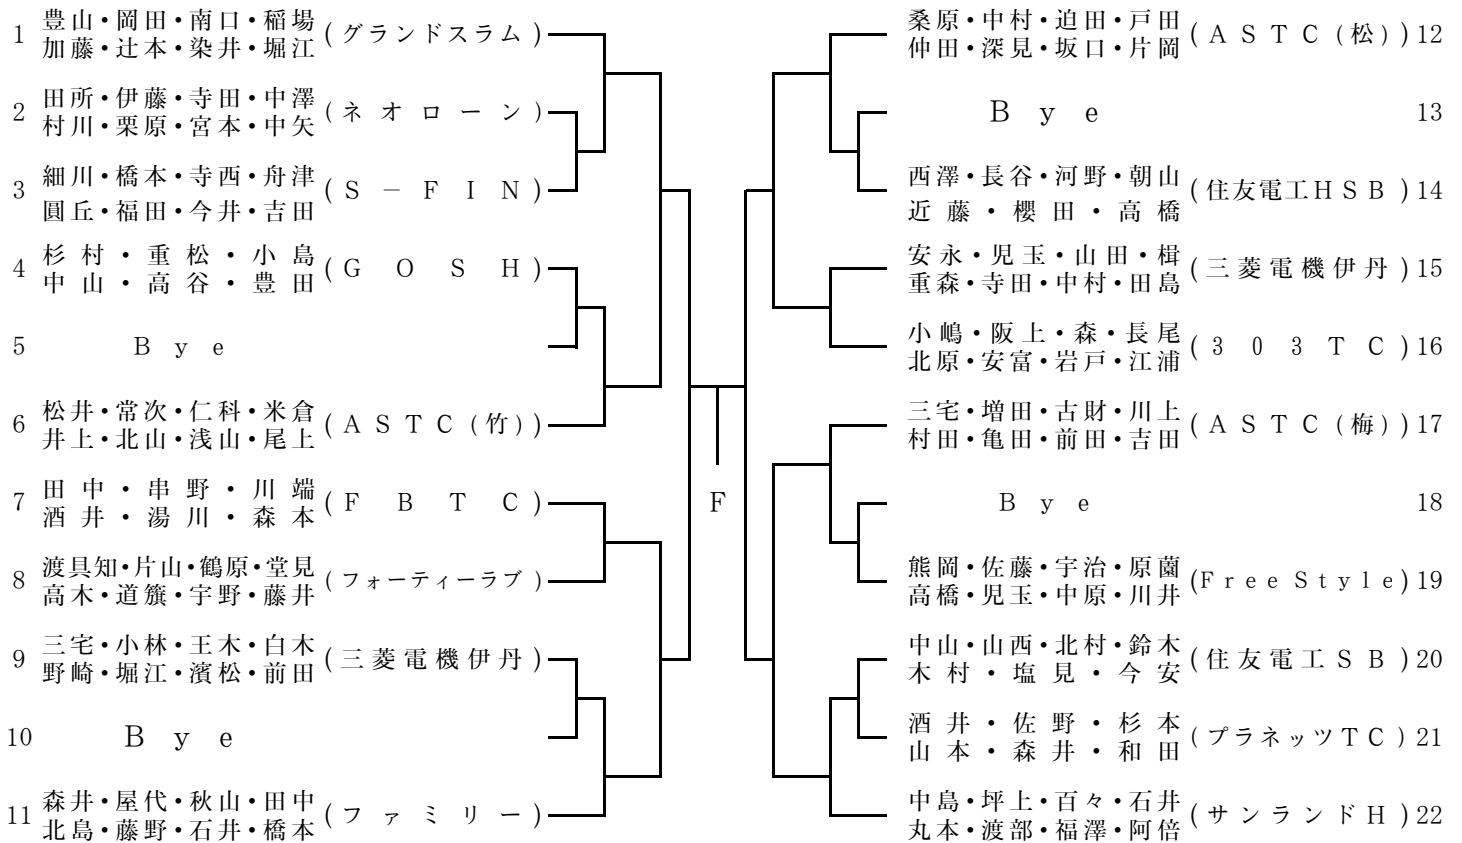 1 豊山・岡田・南口・稲場
加藤・辻本・染井・堀江 (グランドスラム)
2 田所・伊藤・寺田・中澤
村川・栗原・宮本・中矢 (ネオローン)
3 細川・橋本・寺西・舟津
圓丘・福田・今井・吉田 (S－FIN)
4 杉村・重松・小島
中山・高谷・豊田 (GOSH)
5 Bye
6 松井・常次・仁科・米倉
井上・北山・浅山・尾上 (ASTC(竹))
7 田中・串野・川端
酒井・湯川・森本 (FBTC)
8 渡具知・片山・鶴原・堂見
高木・道籏・宇野・藤井 (フォーティーラブ)
9 三宅・小林・王木・白木
野崎・堀江・濱松・前田 (三菱電機伊丹)
10 Bye
11 森井・屋代・秋山・田中
北島・藤野・石井・橋本 (ファミリー)
F
桑原・中村・迫田・戸田
仲田・深見・坂口・片岡 (ASTC(松)) 12
Bye 13
西澤・長谷・河野・朝山
近藤・櫻田・高橋 (住友電工HSB) 14
安永・児玉・山田・楫
重森・寺田・中村・田島 (三菱電機伊丹) 15
小嶋・阪上・森・長尾
北原・安富・岩戸・江浦 (303TC) 16
三宅・増田・古財・川上
村田・亀田・前田・吉田 (ASTC(梅)) 17
Bye 18
熊岡・佐藤・宇治・原薗
高橋・児玉・中原・川井 (FreeStyle) 19
中山・山西・北村・鈴木
木村・塩見・今安 (住友電工SB) 20
酒井・佐野・杉本
山本・森井・和田 (プラネッツTC) 21
中島・坪上・百々・石井
丸本・渡部・福澤・阿倍 (サンランドH) 22